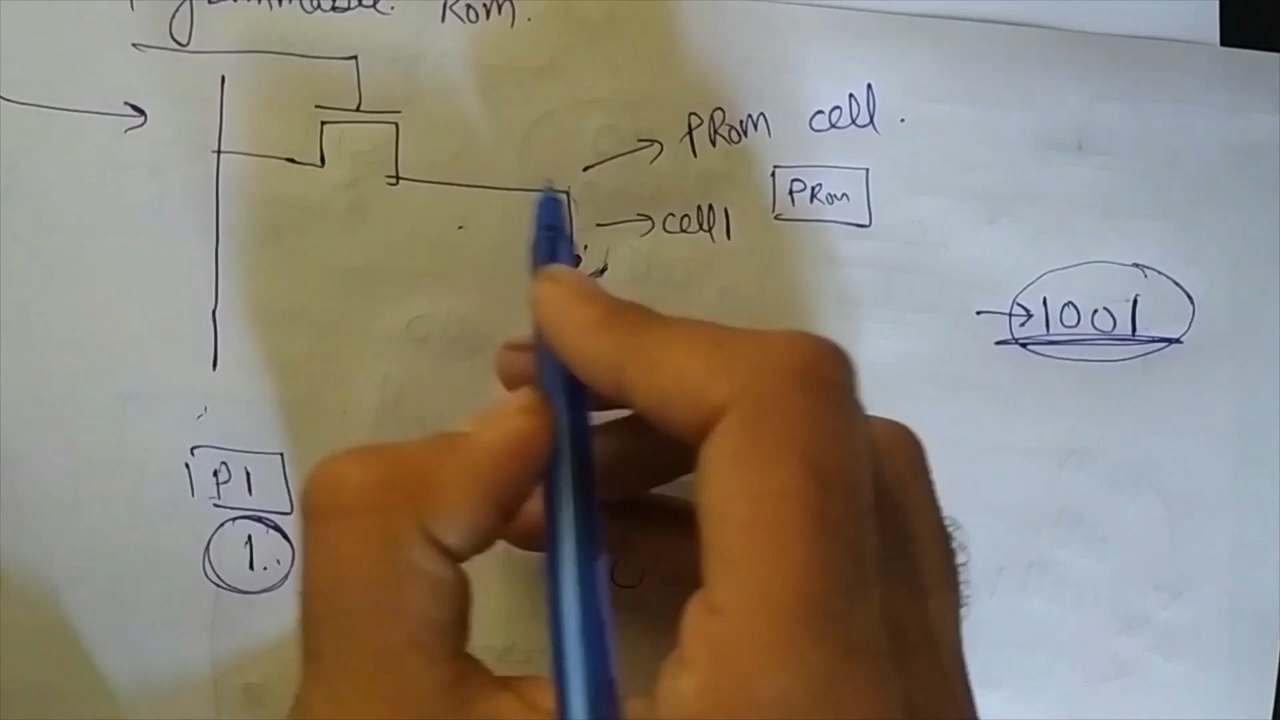 Rom.
PRom cell.
→ cell1
PRom
→1001
P1
1..